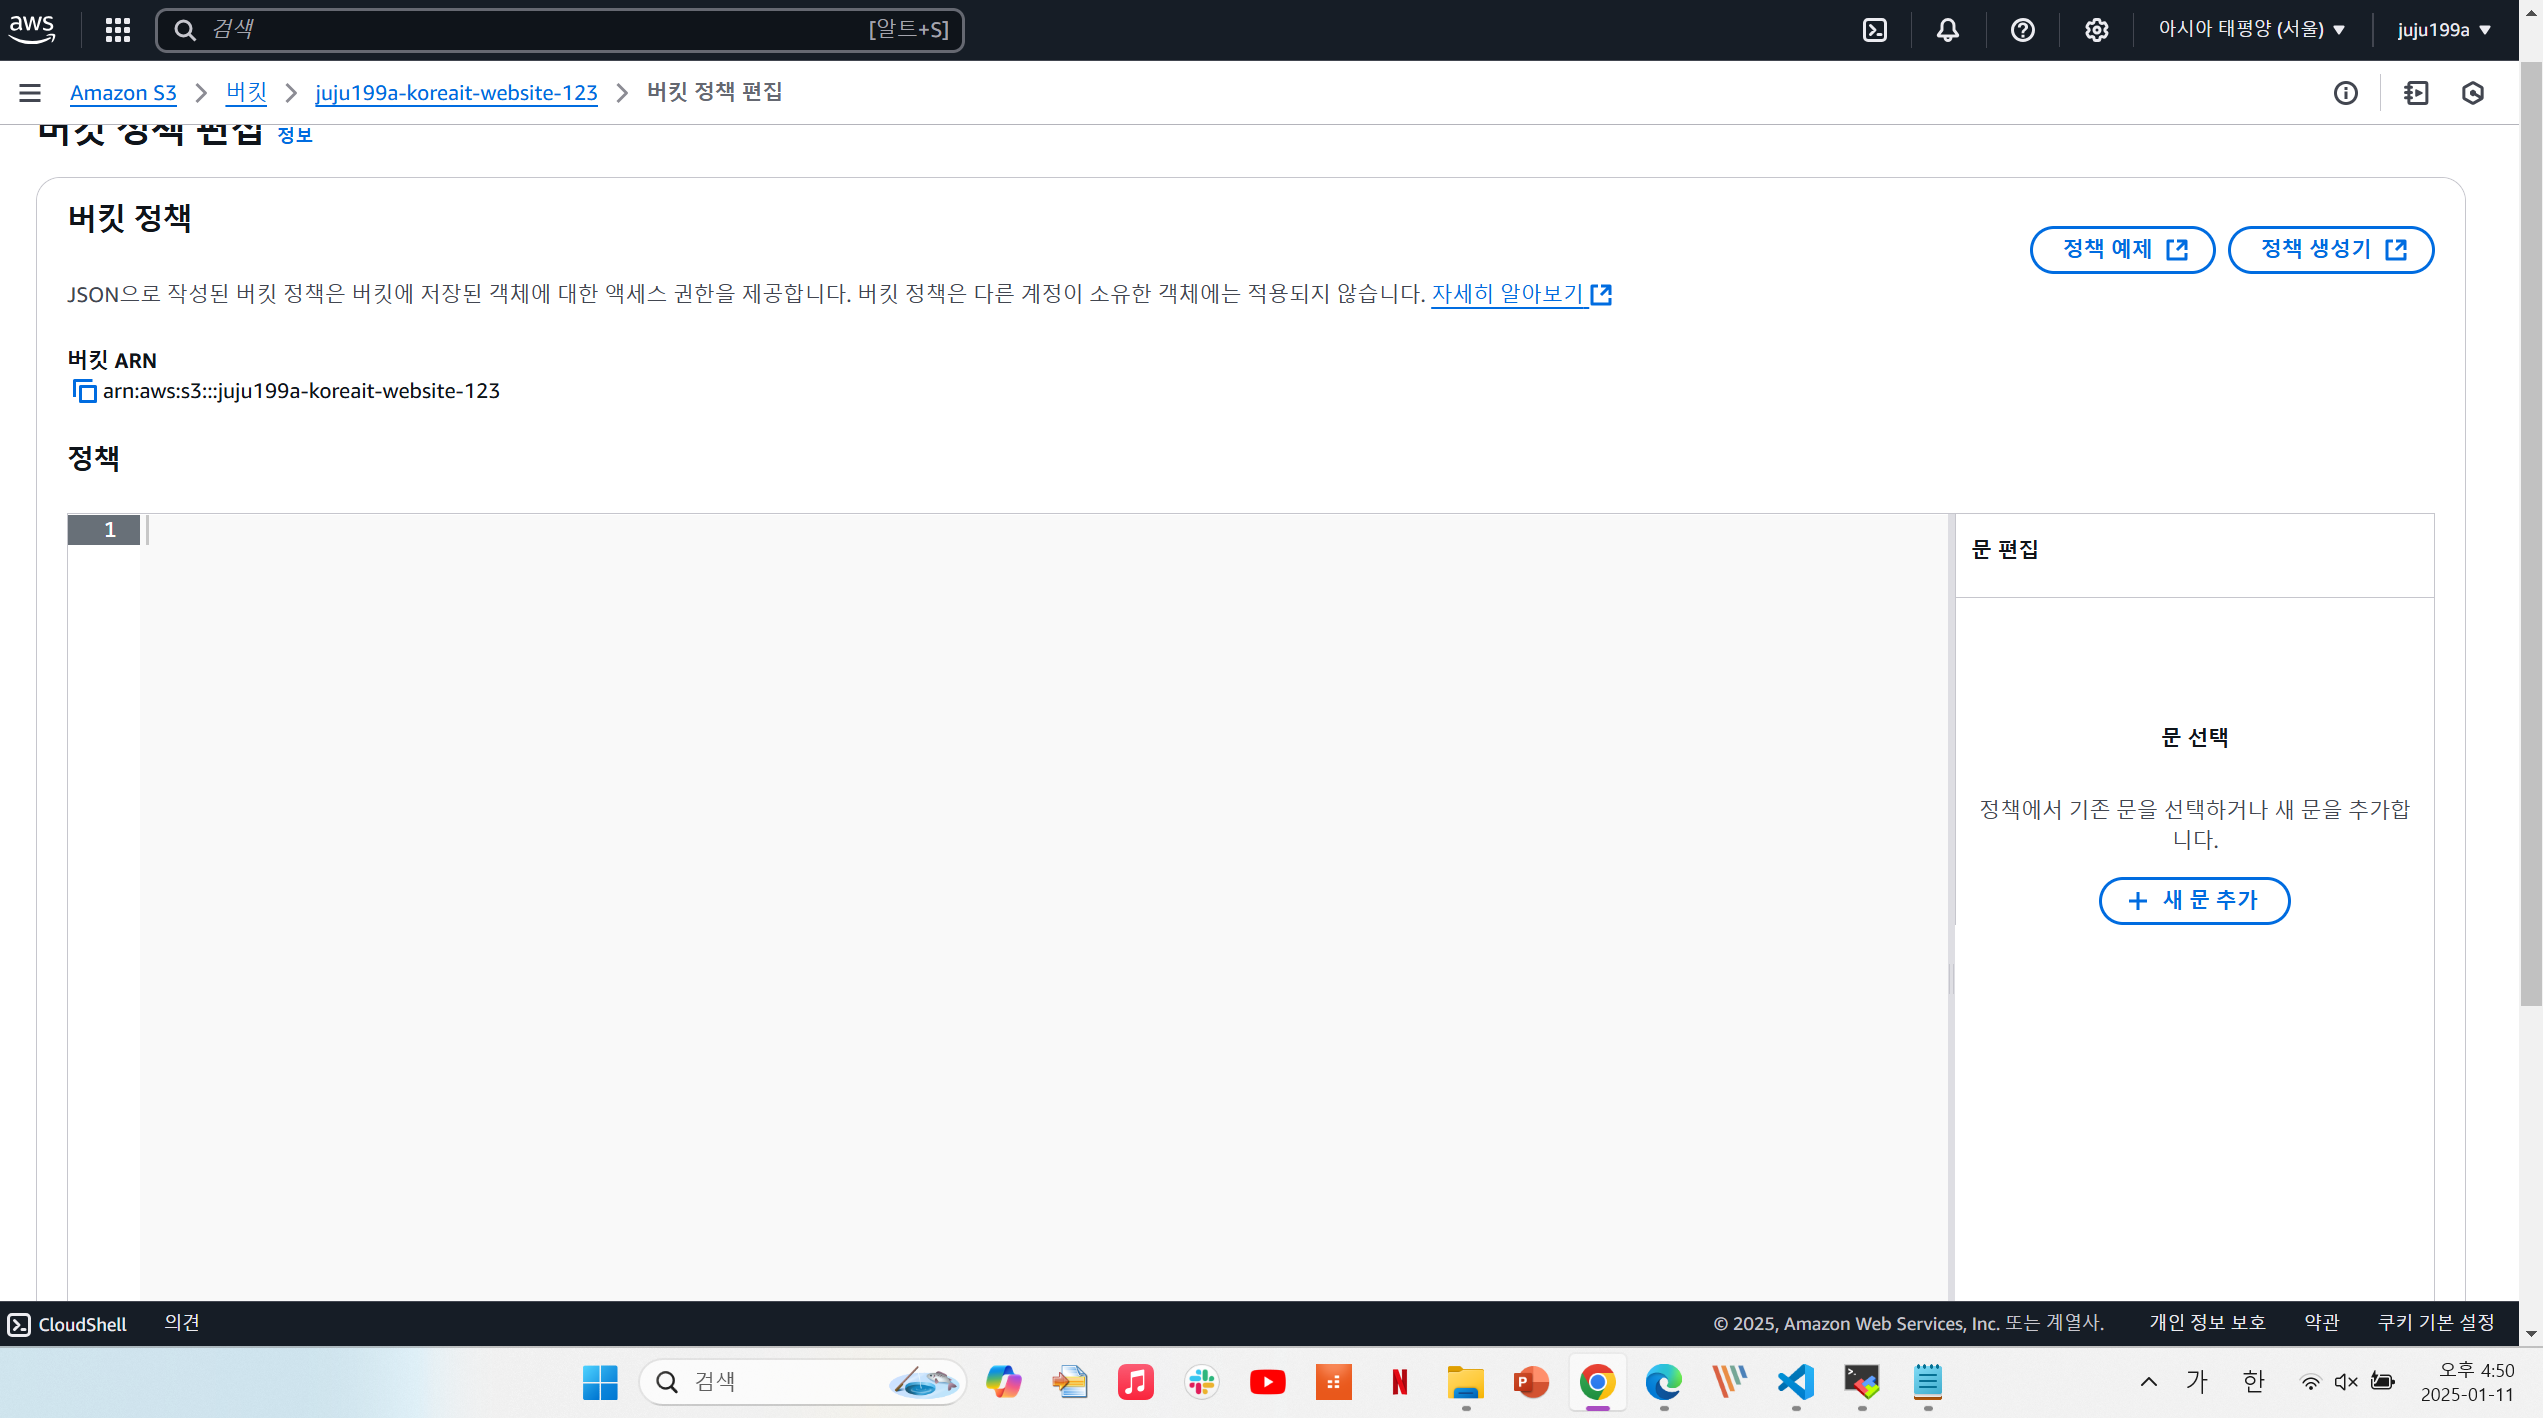 aws
검색
[알트+S]
아시아 태평양 (서울)
juju199a
Amazon S3
버킷
juju199a-koreait-website-123
버킷 정책 편집
버킷 정책 편집 정보
버킷 정책
정책 예제
정책 생성기
JSON으로 작성된 버킷 정책은 버킷에 저장된 객체에 대한 액세스 권한을 제공합니다. 버킷 정책은 다른 계정이 소유한 객체에는 적용되지 않습니다. 자세히 알아보기
버킷 ARN
arn:aws:s3:::juju199a-koreait-website-123
정책
1
문 편집
문 선택
정책에서 기존 문을 선택하거나 새 문을 추가합
니다.
+ 새 문 추가
CloudShell
의견
© 2025, Amazon Web Services, Inc. 또는 계열사.
개인 정보 보호
약관
쿠키 기본 설정
검색
가
한
오후 4:50
2025-01-11